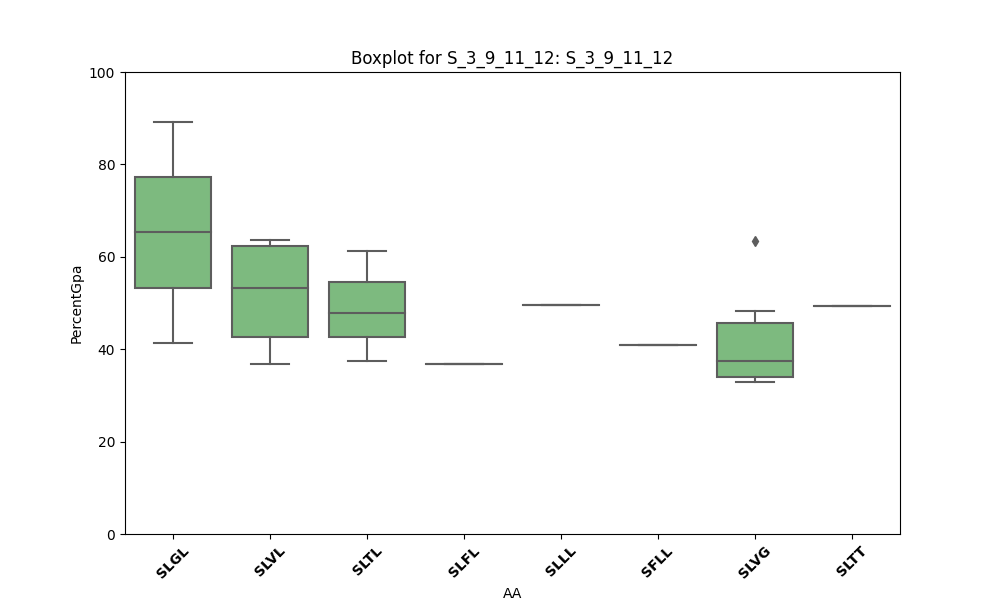 Boxplot for S_3_9_11_12: S_3_9_11_12
100
80
60
40
20
0
PercentGpa
SLGL
SLVL
SLTL
SLFL
SLLL
SFLL
SLVG
SLTT
AA